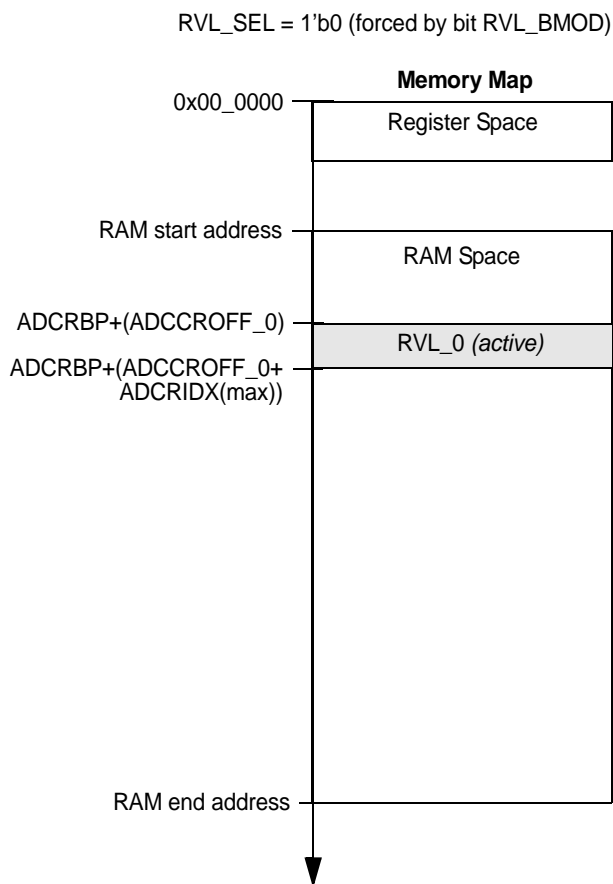 RVL_SEL = 1'b0 (forced by bit RVL_BMOD)
Memory Map
0x00_0000
Register Space
RAM start address
RAM Space
ADCRBP+(ADCCROFF_0)
RVL_0 (active)
ADCRBP+(ADCCROFF_0+
ADCRIDX(max))
RAM end address